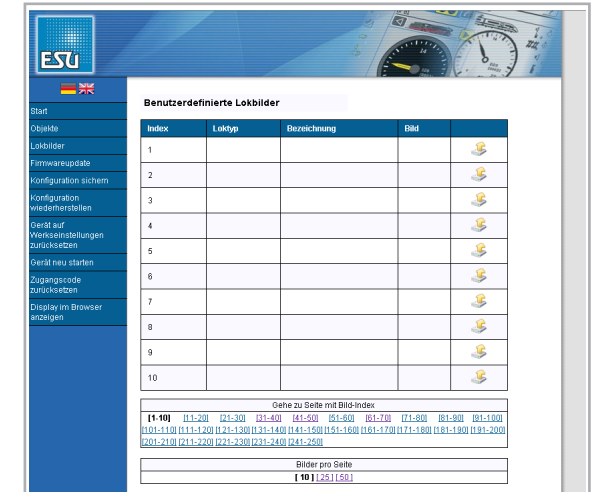 ESU
Start
Objekte
Lokbilder
Firmwareupdate
Konfiguration sichern
Konfiguration
wiederherstellen
Gerät auf
Werkseinstellungen
zurücksetzen
Gerät neu starten
Zugangscode
zurücksetzen
Display im Browser
anzeigen
Benutzerdefinierte Lokbilder
Index Loktyp Bezeichnung Bild
1
2
3
4
5
6
7
8
9
10
Gehe zu Seite mit Bild-Index
[1-10] [11-20] [21-30] [31-40] [41-50] [51-60] [61-70] [71-80] [81-90] [91-100]
[101-110] [111-120] [121-130] [131-140] [141-150] [151-160] [161-170] [171-180] [181-190] [191-200]
[201-210] [211-220] [221-230] [231-240] [241-250]
Bilder pro Seite
[ 10 ] [ 25 ] [ 50 ]